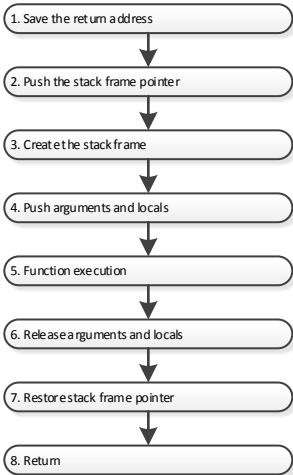 1. Save the return address
2. Push the stack frame pointer
3. Create the stack frame
4. Push arguments and locals
5. Function execution
6. Release arguments and locals
7. Restore stack frame pointer
8. Return